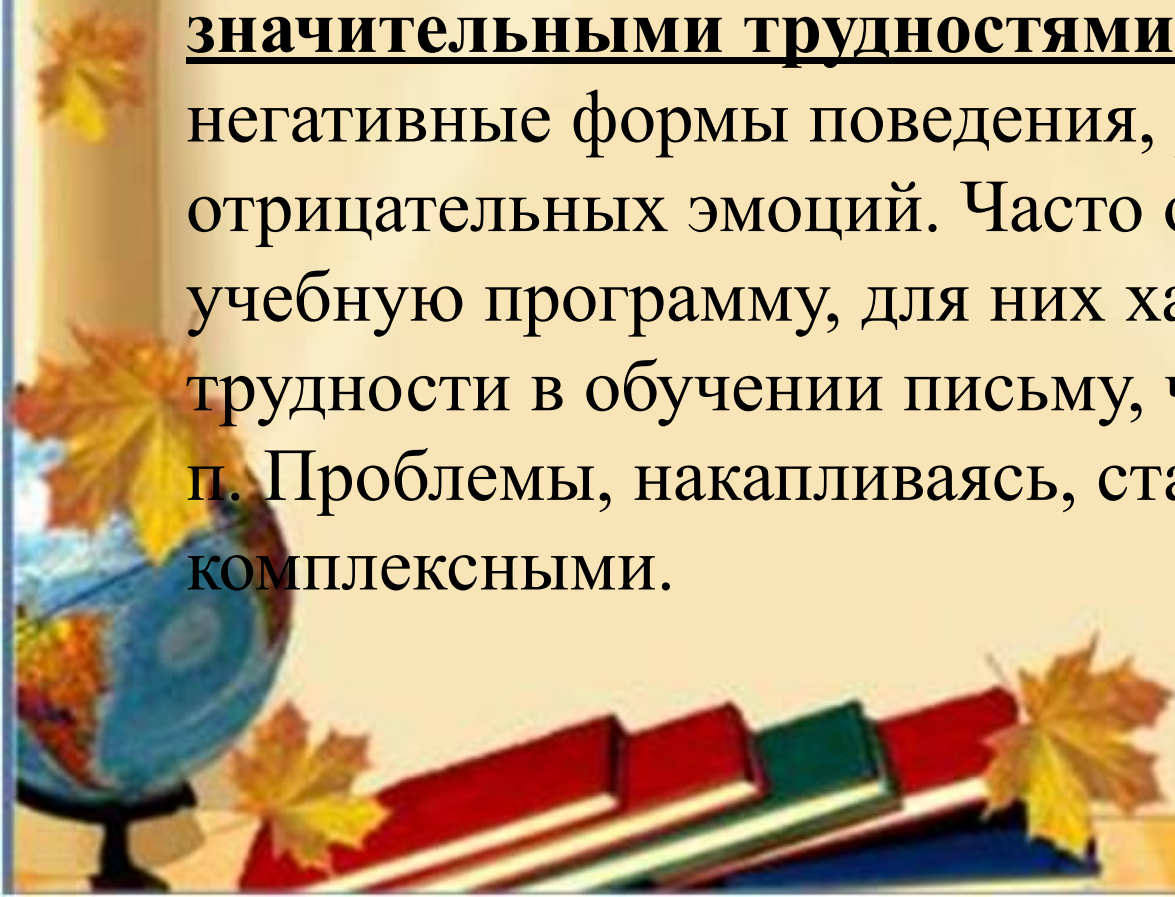 значительными трудностями
негативные формы поведения,
отрицательных эмоций. Часто
учебную программу, для них
трудности в обучении письму,
п. Проблемы, накапливаясь,
комплексными.